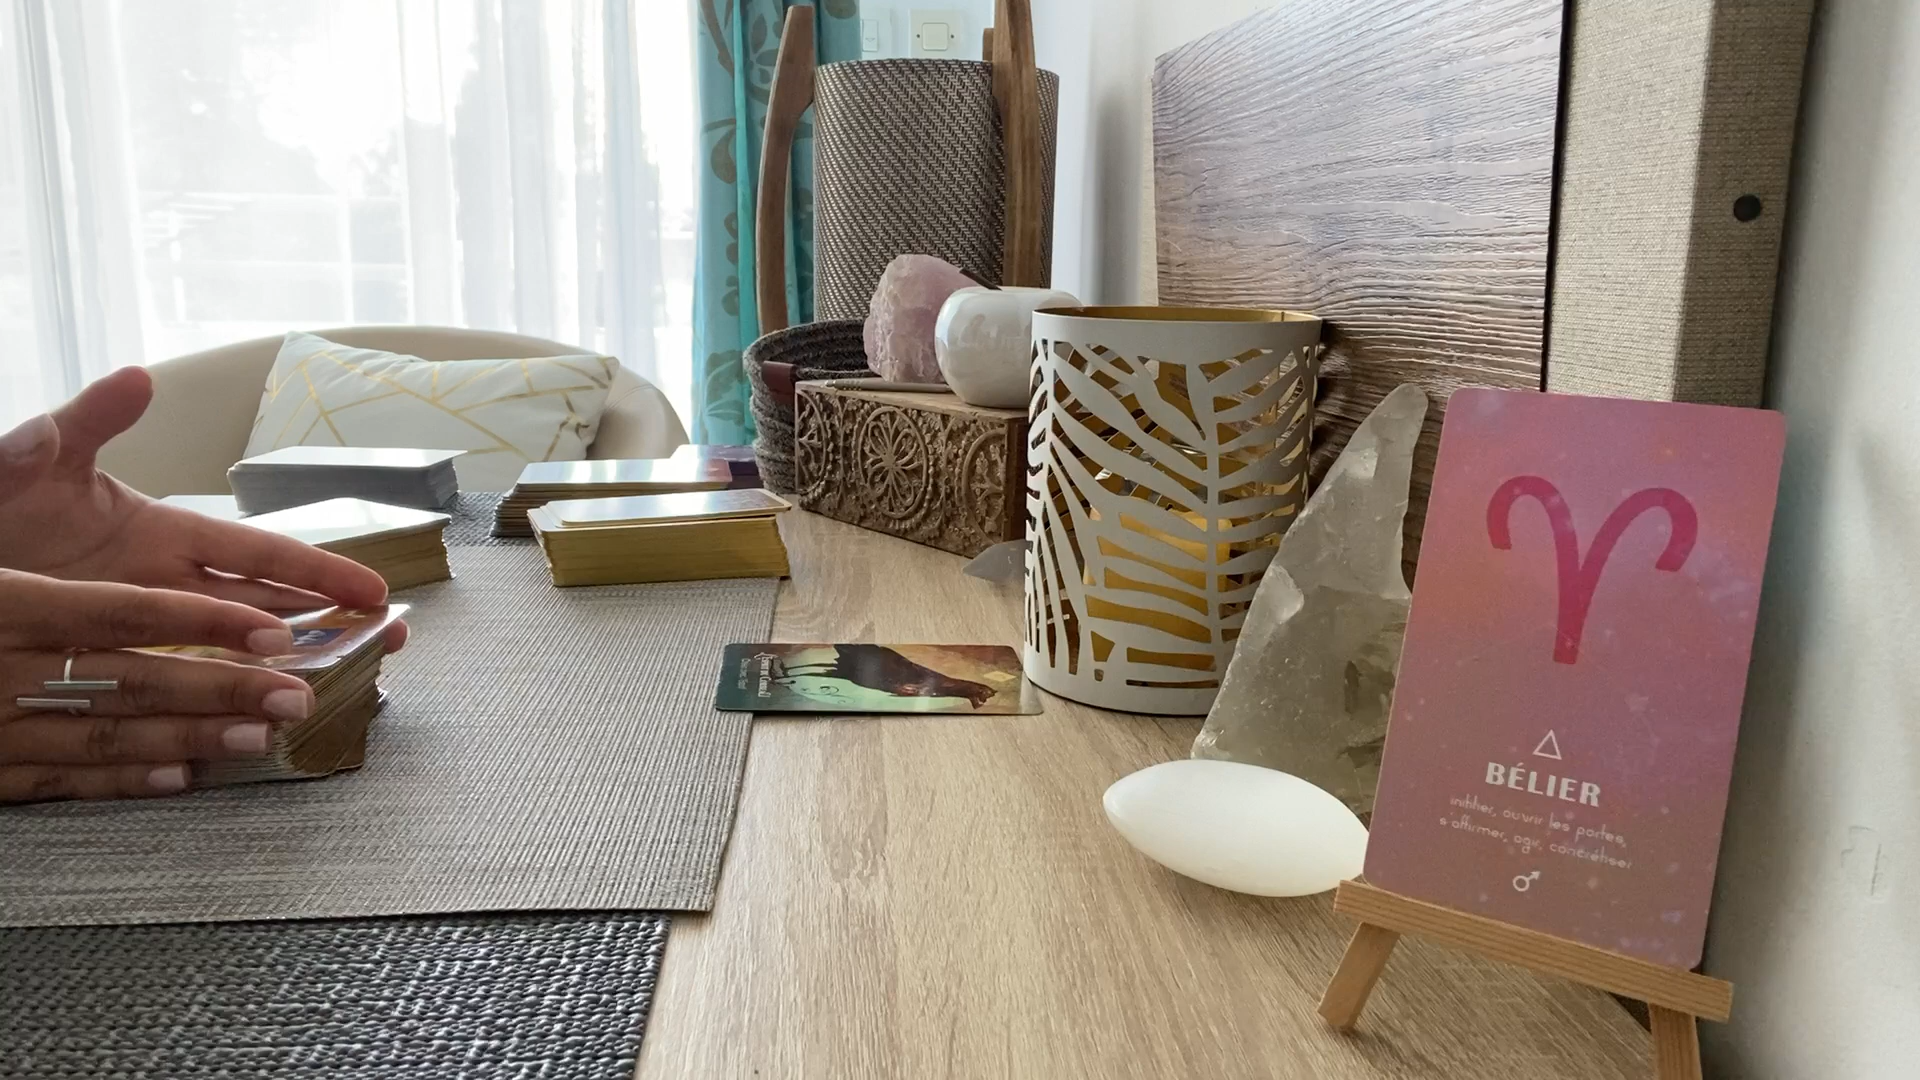 BÉLIER
initier, ouvrir les portes,
s'affirmer, agir, concrétiser